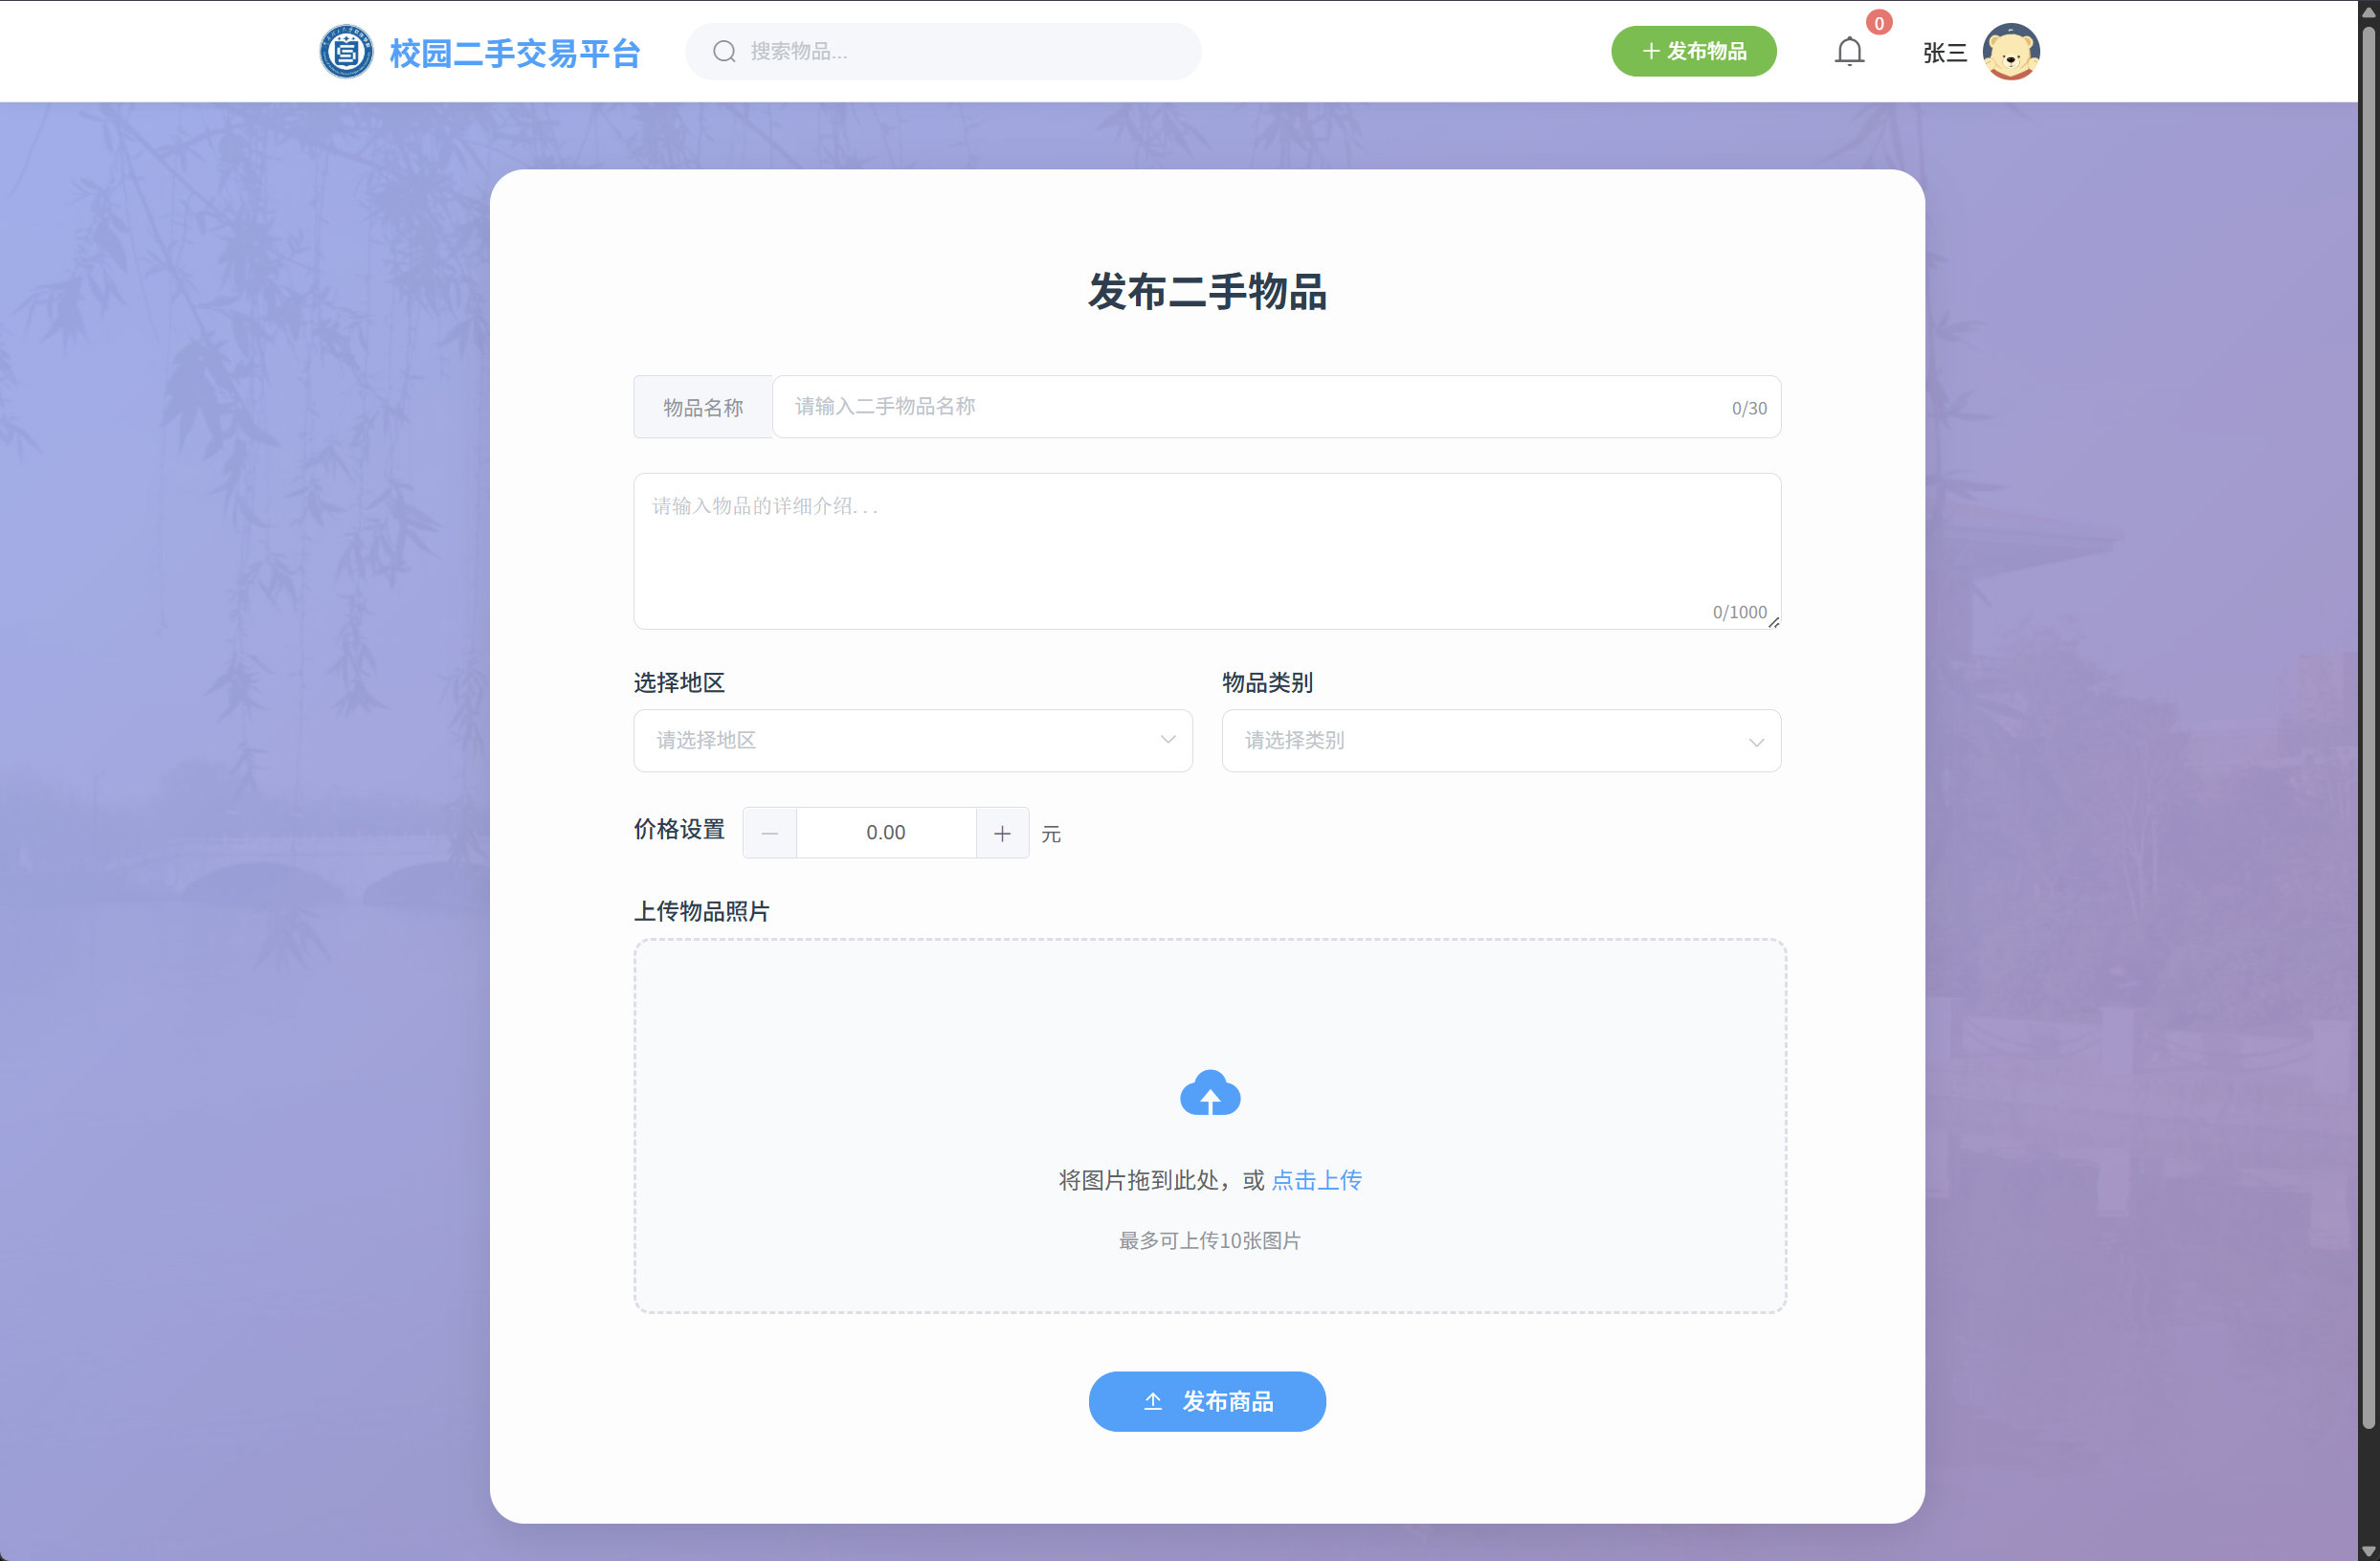 校园二手交易平台
搜索物品...
发布物品
0
张三
发布二手物品
物品名称
请输入二手物品名称
0/30
请输入物品的详细介绍...
0/1000
选择地区
物品类别
请选择地区
请选择类别
价格设置
0.00
元
上传物品照片
将图片拖到此处，或 点击上传
最多可上传10张图片
发布商品